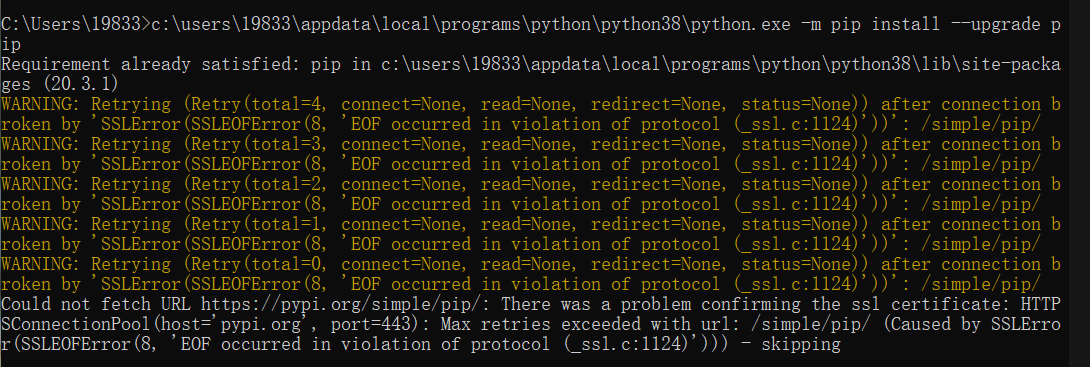 C:\Users\19833>c:\users\19833\appdata\local\programs\python\python38\python.exe -m pip install --upgrade p
ip
Requirement already satisfied: pip in c:\users\19833\appdata\local\programs\python\python38\lib\site-packa
ges (20.3.1)
WARNING: Retrying (Retry(total=4, connect=None, read=None, redirect=None, status=None)) after connection b
roken by 'SSLError(SSLEOFError(8, 'EOF occurred in violation of protocol (_ssl.c:1124)'))': /simple/pip/
WARNING: Retrying (Retry(total=3, connect=None, read=None, redirect=None, status=None)) after connection b
roken by 'SSLError(SSLEOFError(8, 'EOF occurred in violation of protocol (_ssl.c:1124)'))': /simple/pip/
WARNING: Retrying (Retry(total=2, connect=None, read=None, redirect=None, status=None)) after connection b
roken by 'SSLError(SSLEOFError(8, 'EOF occurred in violation of protocol (_ssl.c:1124)'))': /simple/pip/
WARNING: Retrying (Retry(total=1, connect=None, read=None, redirect=None, status=None)) after connection b
roken by 'SSLError(SSLEOFError(8, 'EOF occurred in violation of protocol (_ssl.c:1124)'))': /simple/pip/
WARNING: Retrying (Retry(total=0, connect=None, read=None, redirect=None, status=None)) after connection b
roken by 'SSLError(SSLEOFError(8, 'EOF occurred in violation of protocol (_ssl.c:1124)'))': /simple/pip/
Could not fetch URL https://pypi.org/simple/pip/: There was a problem confirming the ssl certificate: HTTP
SConnectionPool(host='pypi.org', port=443): Max retries exceeded with url: /simple/pip/ (Caused by SSLErro
r(SSLEOFError(8, 'EOF occurred in violation of protocol (_ssl.c:1124)'))) - skipping